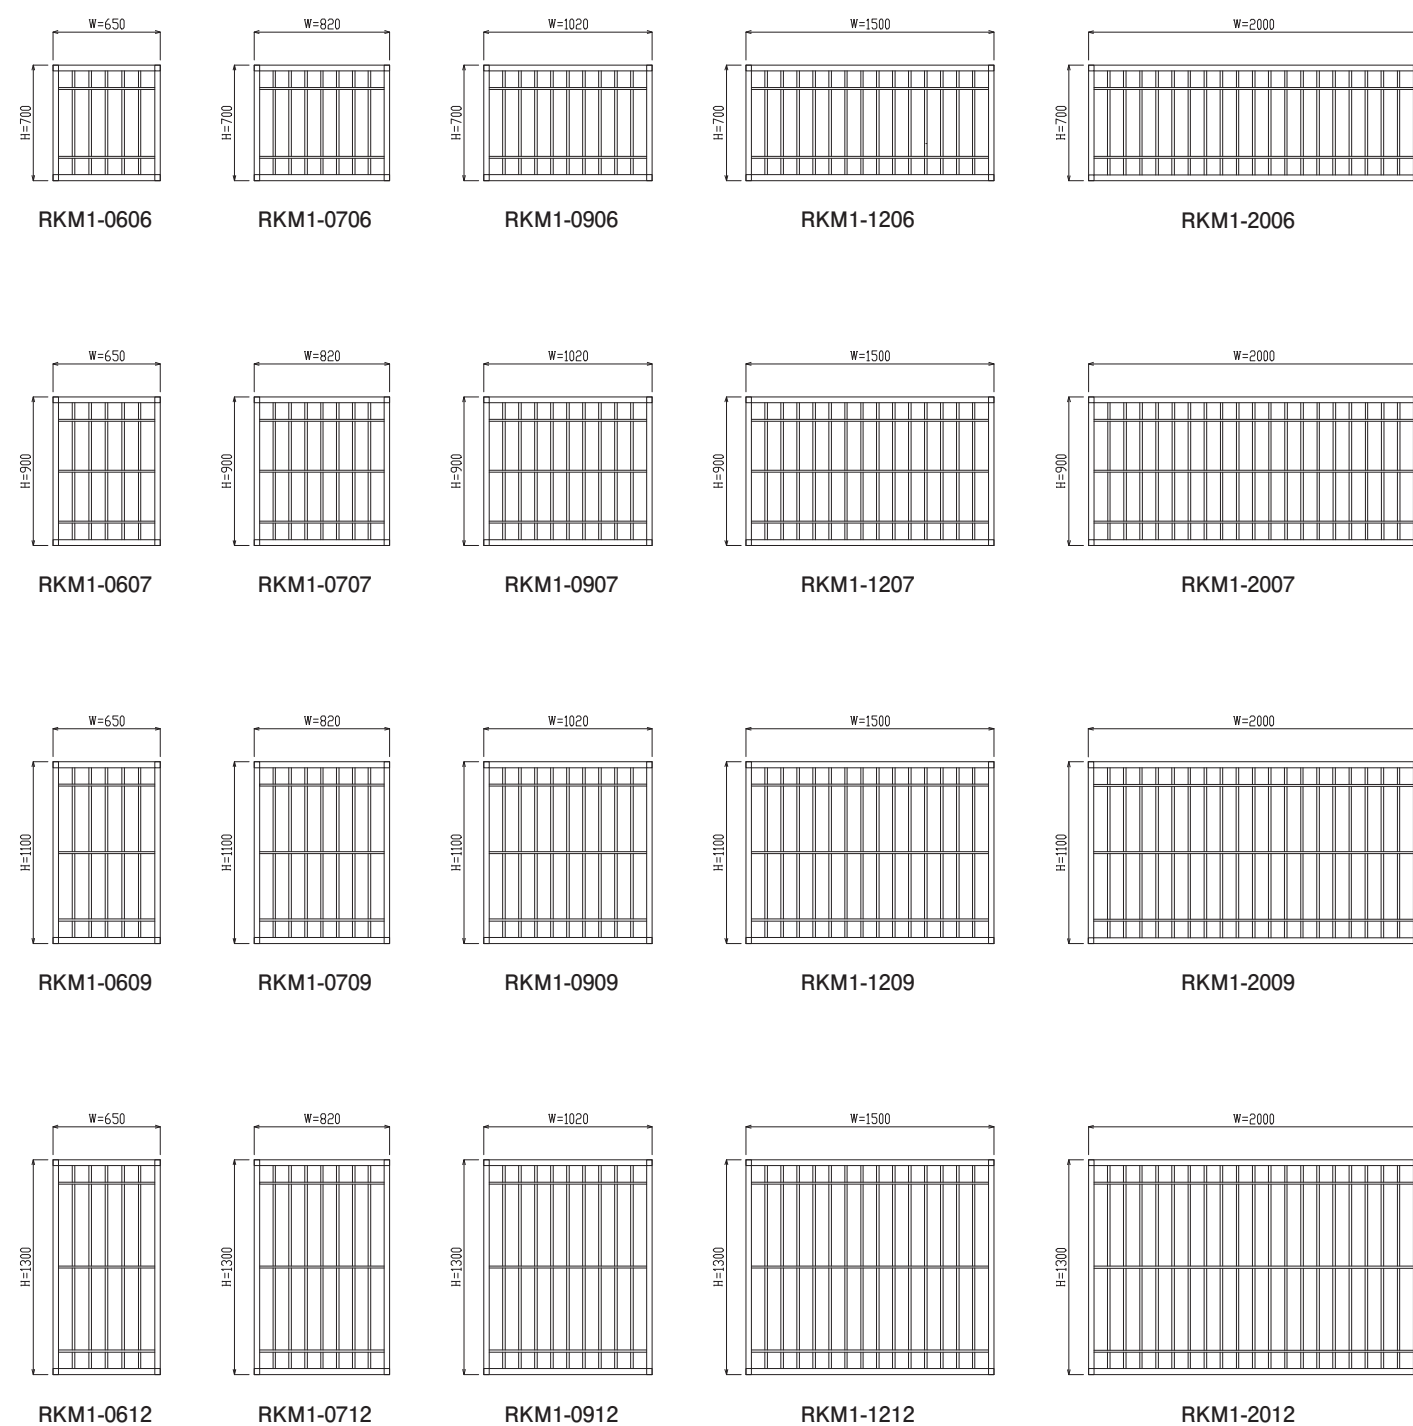 W=650 W=820 W=1020 W=1500 W=2000
H=700 H=700 H=700 H=700 H=700
RKM1-0606 RKM1-0706 RKM1-0906 RKM1-1206 RKM1-2006
W=650 W=820 W=1020 W=1500 W=2000
H=900 H=900 H=900 H=900 H=900
RKM1-0607 RKM1-0707 RKM1-0907 RKM1-1207 RKM1-2007
W=650 W=820 W=1020 W=1500 W=2000
H=1100 H=1100 H=1100 H=1100 H=1100
RKM1-0609 RKM1-0709 RKM1-0909 RKM1-1209 RKM1-2009
W=650 W=820 W=1020 W=1500 W=2000
H=1300 H=1300 H=1300 H=1300 H=1300
RKM1-0612 RKM1-0712 RKM1-0912 RKM1-1212 RKM1-2012